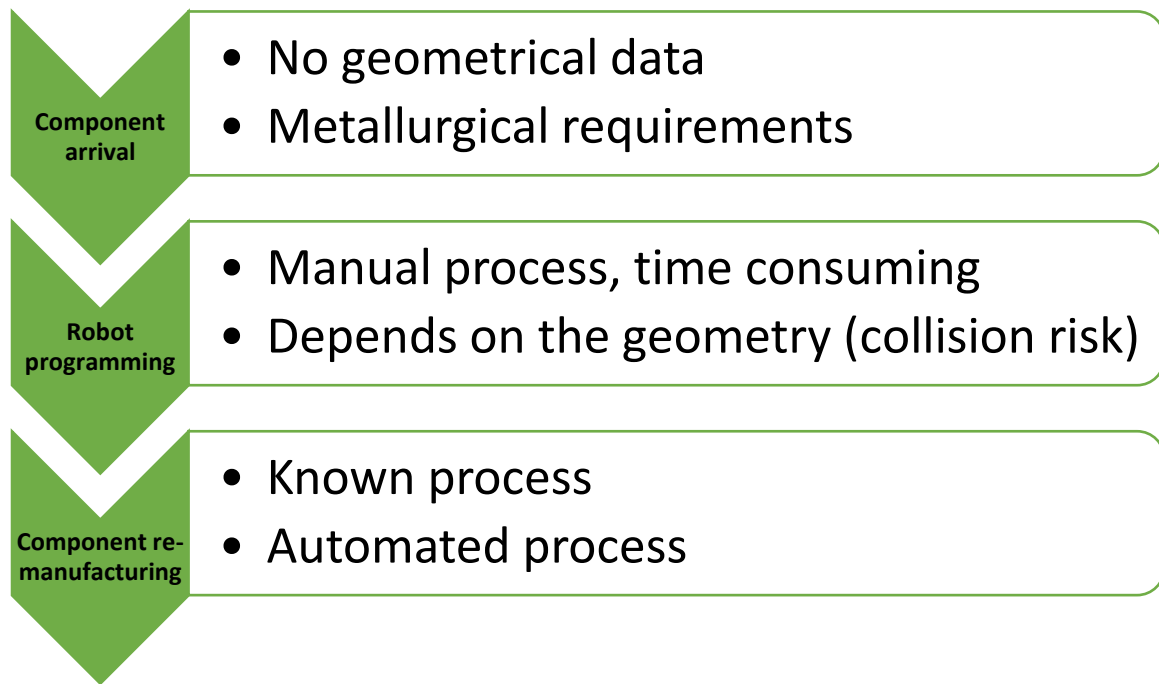 Component
arrival
• No geometrical data
• Metallurgical requirements
Robot
programming
• Manual process, time consuming
• Depends on the geometry (collision risk)
Component re-
manufacturing
• Known process
• Automated process